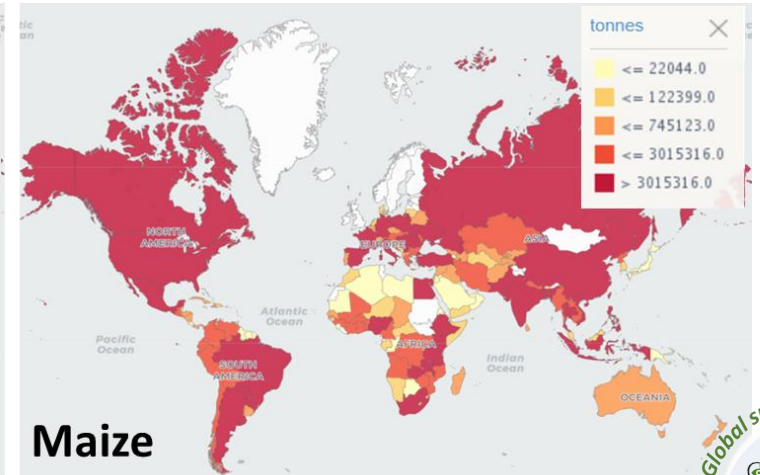 tonnes
<= 22044.0
<= 122399.0
<= 745123.0
<= 3015316.0
> 3015316.0
NORTH
AMERICA
EUROPE
ASIA
Atlantic
Ocean
Pacific
Ocean
AFRICA
Indian
Ocean
SOUTH
AMERICA
OCEANIA
Maize
Global